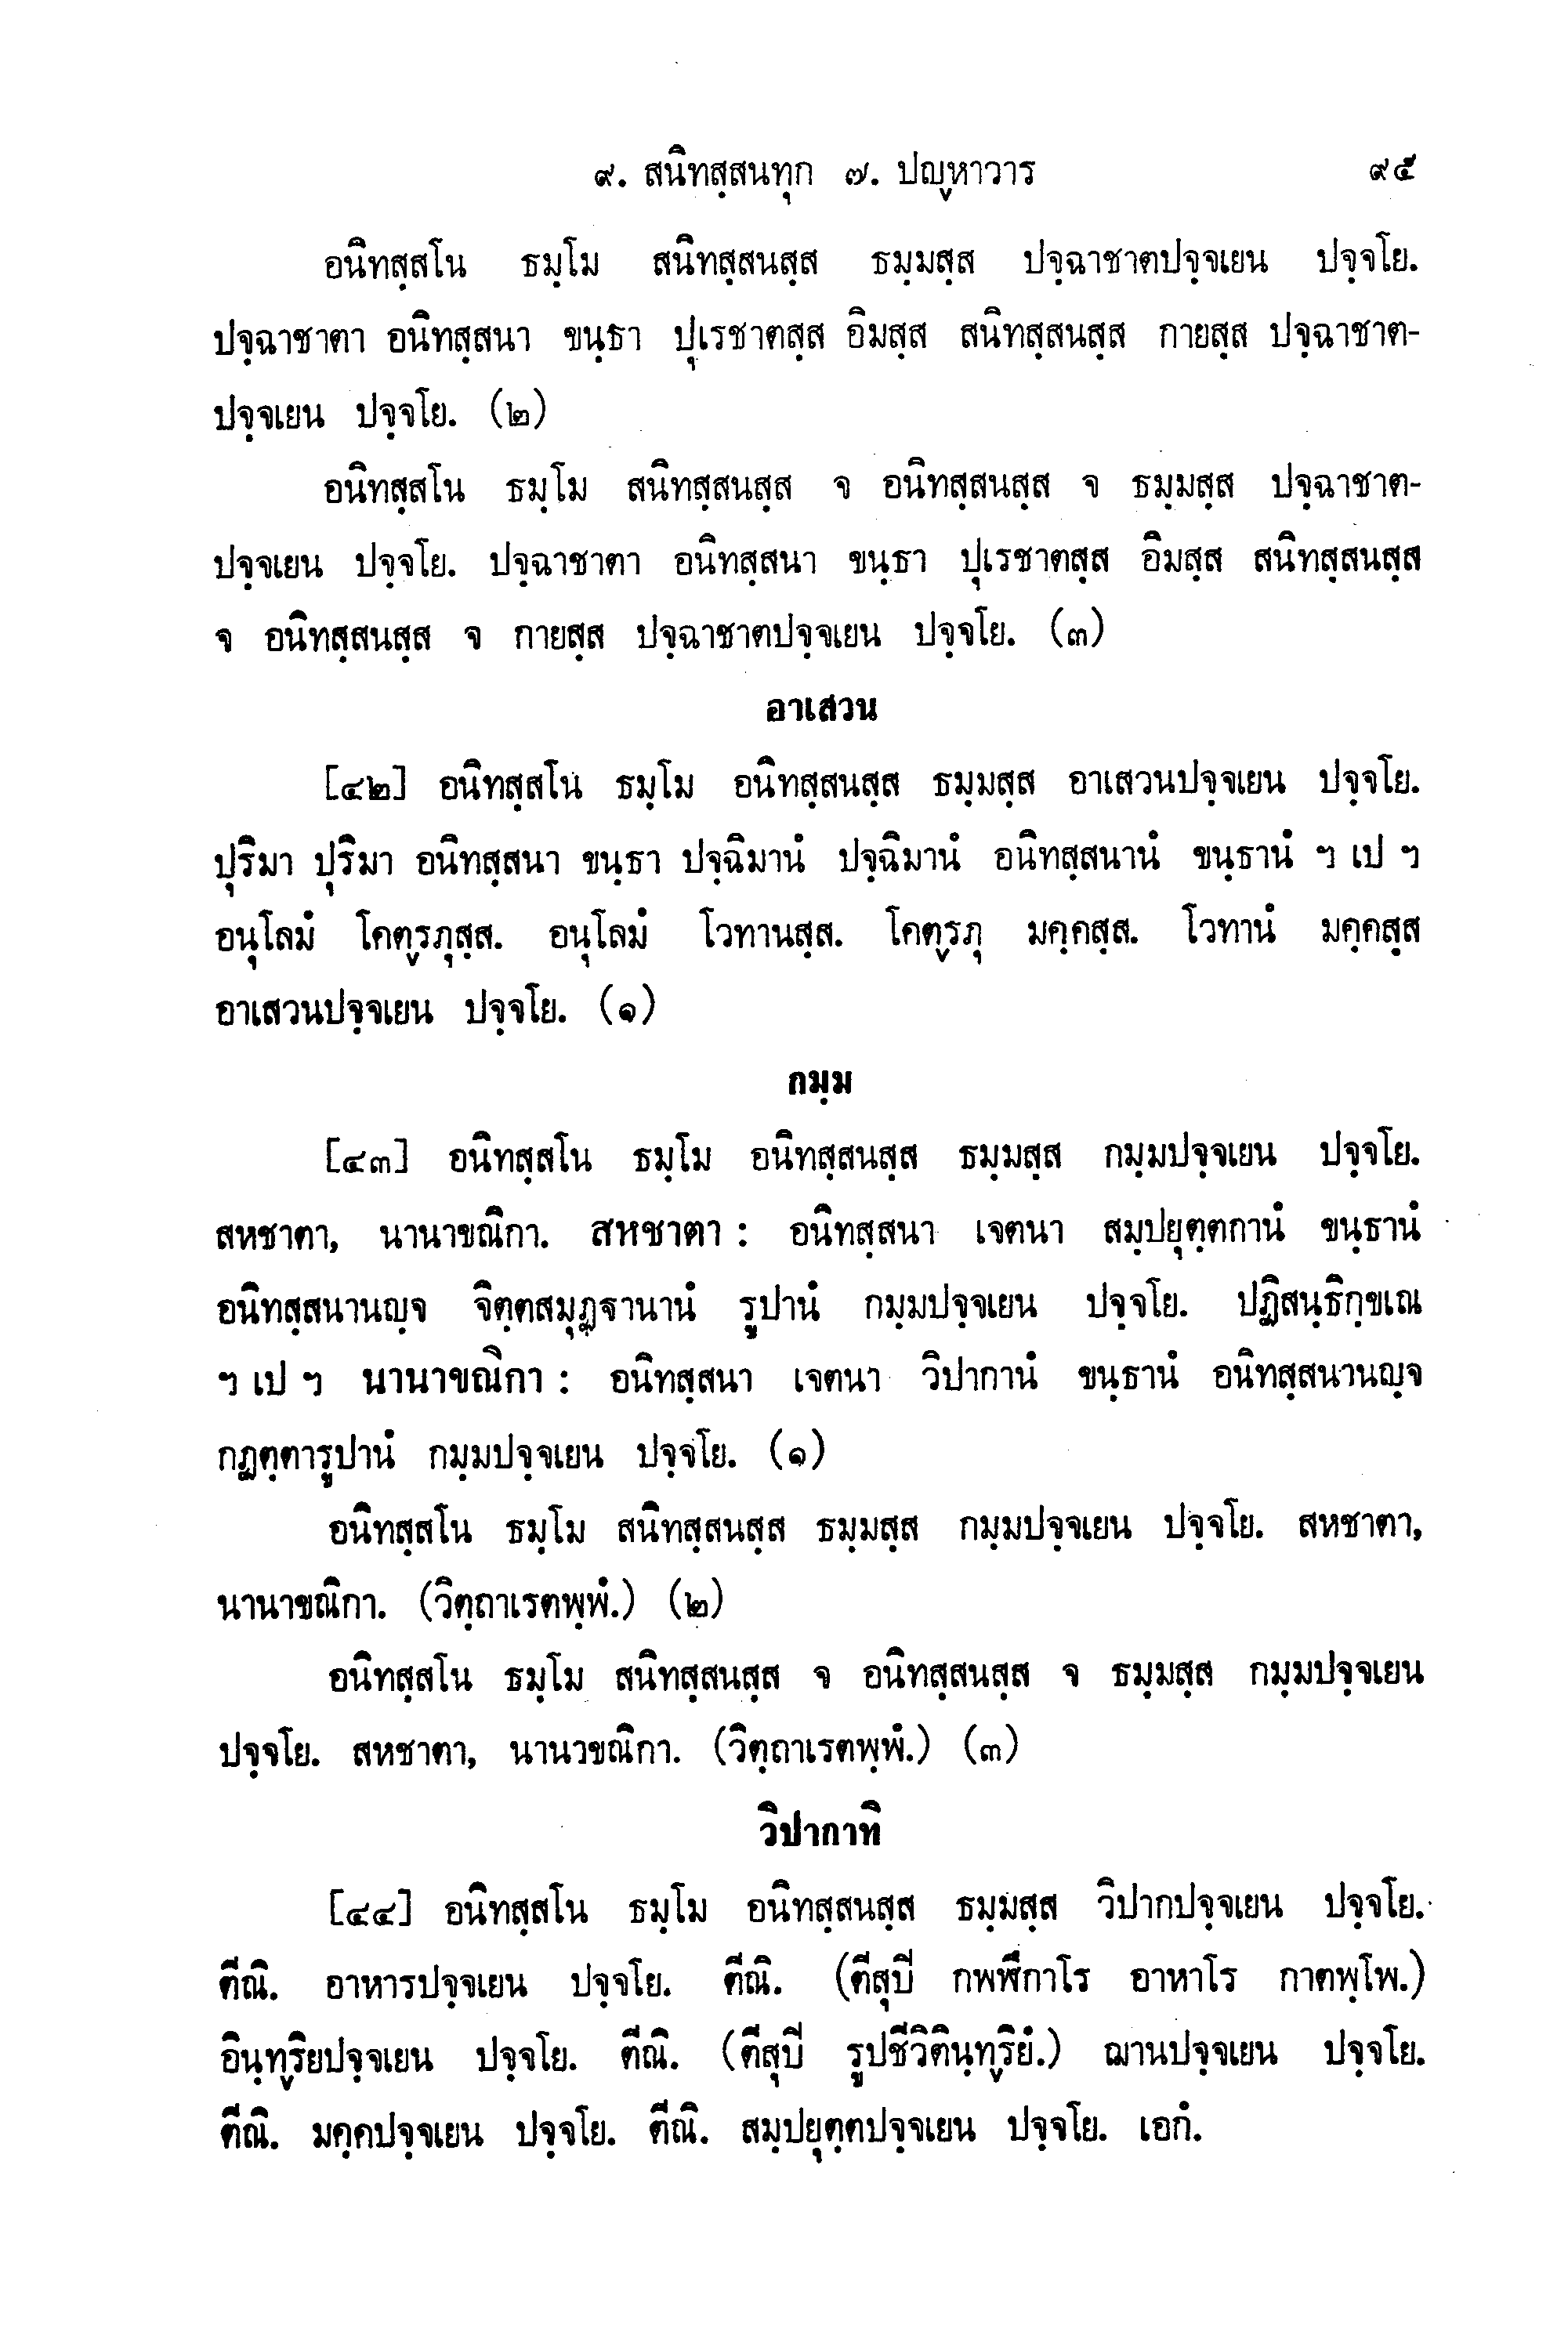 ๙. สนิทสฺสนทุก ๗. ปญฺหาวาร ๙๕
อนิทสฺสโน ธมฺโม สนิทสฺสนสฺส ธมฺมสฺส ปจฺฉาชาตปจฺจเยน ปจฺจโย.
ปจฺฉาชาตา อนิทสฺสนา ขนฺธา ปุเรชาตสฺส อิมสฺส สนิทสฺสนสฺส กายสฺส ปจฺฉาชาต-
ปจฺจเยน ปจฺจโย. (๒)
อนิทสฺสโน ธมฺโม สนิทสฺสนสฺส จ อนิทสฺสนสฺส จ ธมฺมสฺส ปจฺฉาชาต-
ปจฺจเยน ปจฺจโย. ปจฺฉาชาตา อนิทสฺสนา ขนฺธา ปุเรชาตสฺส อิมสฺส สนิทสฺสนสฺส
จ อนิทสฺสนสฺส จ กายสฺส ปจฺฉาชาตปจฺจเยน ปจฺจโย. (๓)
อาเสวน
[๔๒] อนิทสฺสโน ธมฺโม อนิทสฺสนสฺส ธมฺมสฺส อาเสวนปจฺจเยน ปจฺจโย.
ปุริมา ปุริมา อนิทสฺสนา ขนฺธา ปจฺฉิมานํ ปจฺฉิมานํ อนิทสฺสนานํ ขนฺธานํ ฯ เป ฯ
อนุโลมํ โคตฺรภุสฺส. อนุโลมํ โวทานสฺส. โคตฺรภุ มคฺคสฺส. โวทานํ มคฺคสฺส
อาเสวนปจฺจเยน ปจฺจโย. (๑)
กมฺม
[๔๓] อนิทสฺสโน ธมฺโม อนิทสฺสนสฺส ธมฺมสฺส กมฺมปจฺจเยน ปจฺจโย.
สหชาตา, นานาขณิกา. สหชาตา : อนิทสฺสนา เจตนา สมฺปยุตฺตกานํ ขนฺธานํ
อนิทสฺสนานญฺจ จิตฺตสมุฏฺฐานานํ รูปานํ กมฺมปจฺจเยน ปจฺจโย. ปฏิสนฺธิกฺขเณ
ฯ เป ฯ นานาขณิกา : อนิทสฺสนา เจตนา วิปากานํ ขนฺธานํ อนิทสฺสนานญฺจ
กฏตฺตารูปานํ กมฺมปจฺจเยน ปจฺจโย. (๑)
อนิทสฺสโน ธมฺโม สนิทสฺสนสฺส ธมฺมสฺส กมฺมปจฺจเยน ปจฺจโย. สหชาตา,
นานาขณิกา. (วิตฺถาเรตพฺพํ.) (๒)
อนิทสฺสโน ธมฺโม สนิทสฺสนสฺส จ อนิทสฺสนสฺส จ ธมฺมสฺส กมฺมปจฺจเยน
ปจฺจโย. สหชาตา, นานาขณิกา. (วิตฺถาเรตพฺพํ.) (๓)
วิปากาทิ
[๔๔] อนิทสฺสโน ธมฺโม อนิทสฺสนสฺส ธมฺมสฺส วิปากปจฺจเยน ปจฺจโย.
ตีณิ. อาหารปจฺจเยน ปจฺจโย. ตีณิ. (ตีสุปิ กพฬีกาโร อาหาโร กาตพฺโพ.)
อินฺทฺริยปจฺจเยน ปจฺจโย. ตีณิ. (ตีสุปิ รูปชีวิตินฺทฺริยํ.) ฌานปจฺจเยน ปจฺจโย.
ตีณิ. มคฺคปจฺจเยน ปจฺจโย. ตีณิ. สมฺปยุตฺตปจฺจเยน ปจฺจโย. เอกํ.